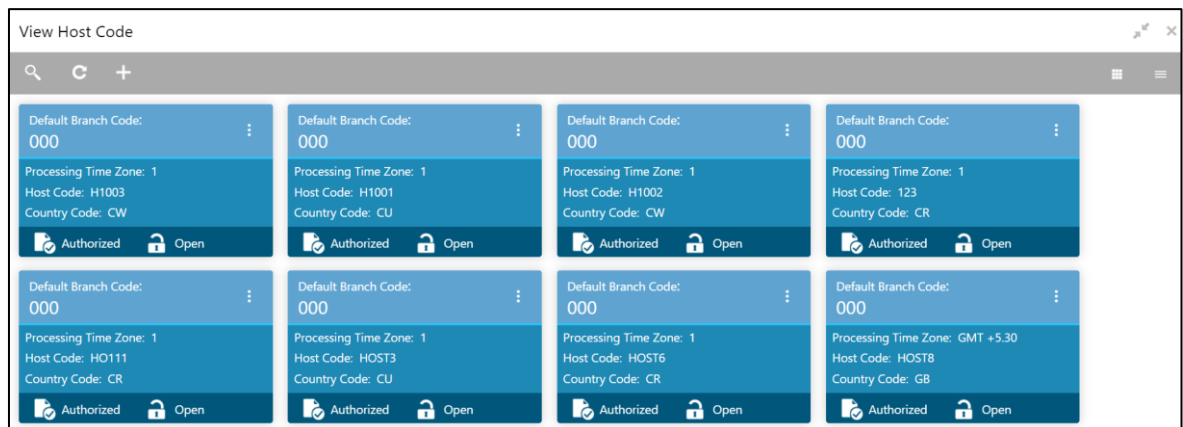 View Host Code
Default Branch Code:
000
Processing Time Zone: 1
Host Code: H1003
Country Code: CW
Authorized Open
Default Branch Code:
000
Processing Time Zone: 1
Host Code: H1001
Country Code: CU
Authorized Open
Default Branch Code:
000
Processing Time Zone: 1
Host Code: H1002
Country Code: CW
Authorized Open
Default Branch Code:
000
Processing Time Zone: 1
Host Code: 123
Country Code: CR
Authorized Open
Default Branch Code:
000
Processing Time Zone: 1
Host Code: HO111
Country Code: CR
Authorized Open
Default Branch Code:
000
Processing Time Zone: 1
Host Code: HOST3
Country Code: CU
Authorized Open
Default Branch Code:
000
Processing Time Zone: 1
Host Code: HOST6
Country Code: CR
Authorized Open
Default Branch Code:
000
Processing Time Zone: GMT +5.30
Host Code: HOST8
Country Code: GB
Authorized Open